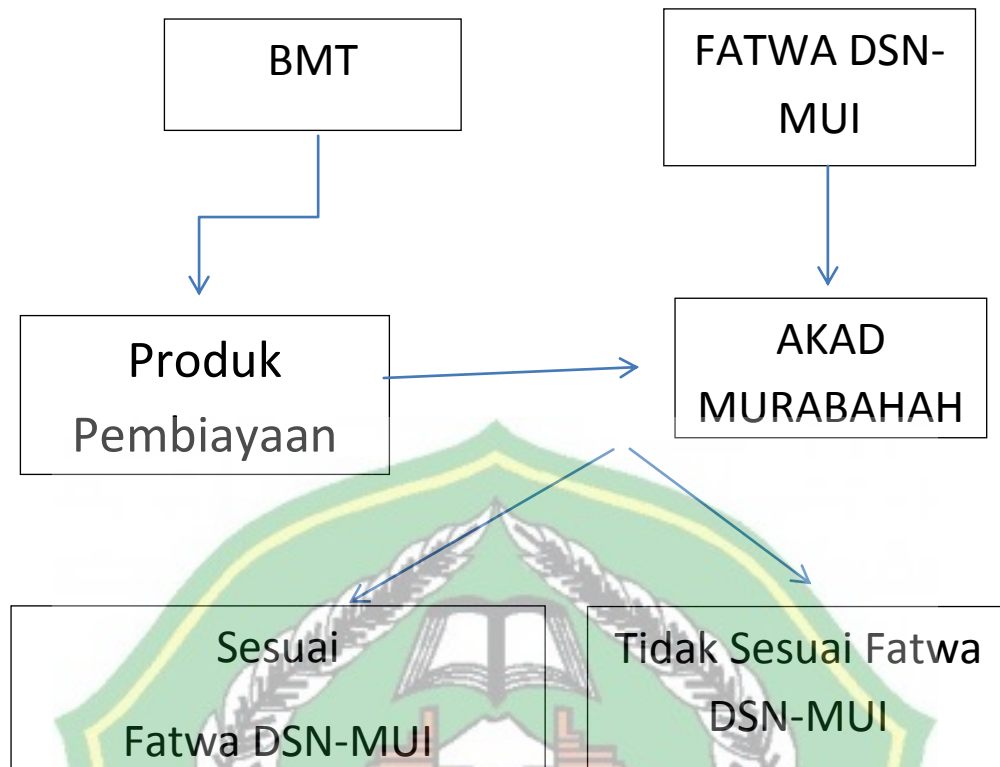 BMT
FATWA DSN-
MUI
Produk
Pembiayaan
AKAD
MURABAHAH
Sesuai
Fatwa DSN-MUI
Tidak Sesuai Fatwa
DSN-MUI